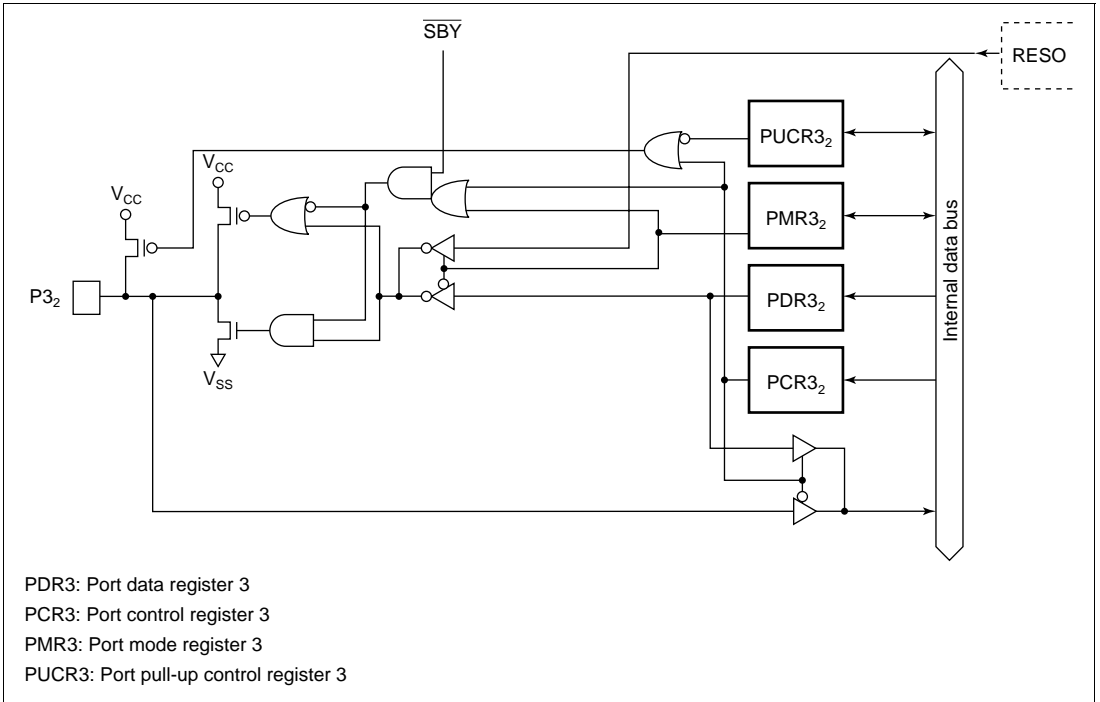 S̅B̅Y̅
RESO
PUCR3₂
V_CC
V_CC
PMR3₂
Internal data bus
P3₂
PDR3₂
V_SS
PCR3₂
PDR3: Port data register 3
PCR3: Port control register 3
PMR3: Port mode register 3
PUCR3: Port pull-up control register 3